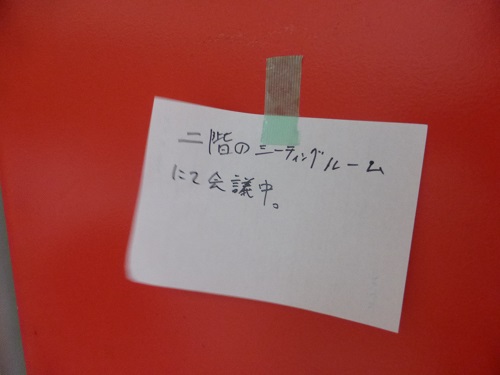 二階のミーティングルーム
にて会議中。